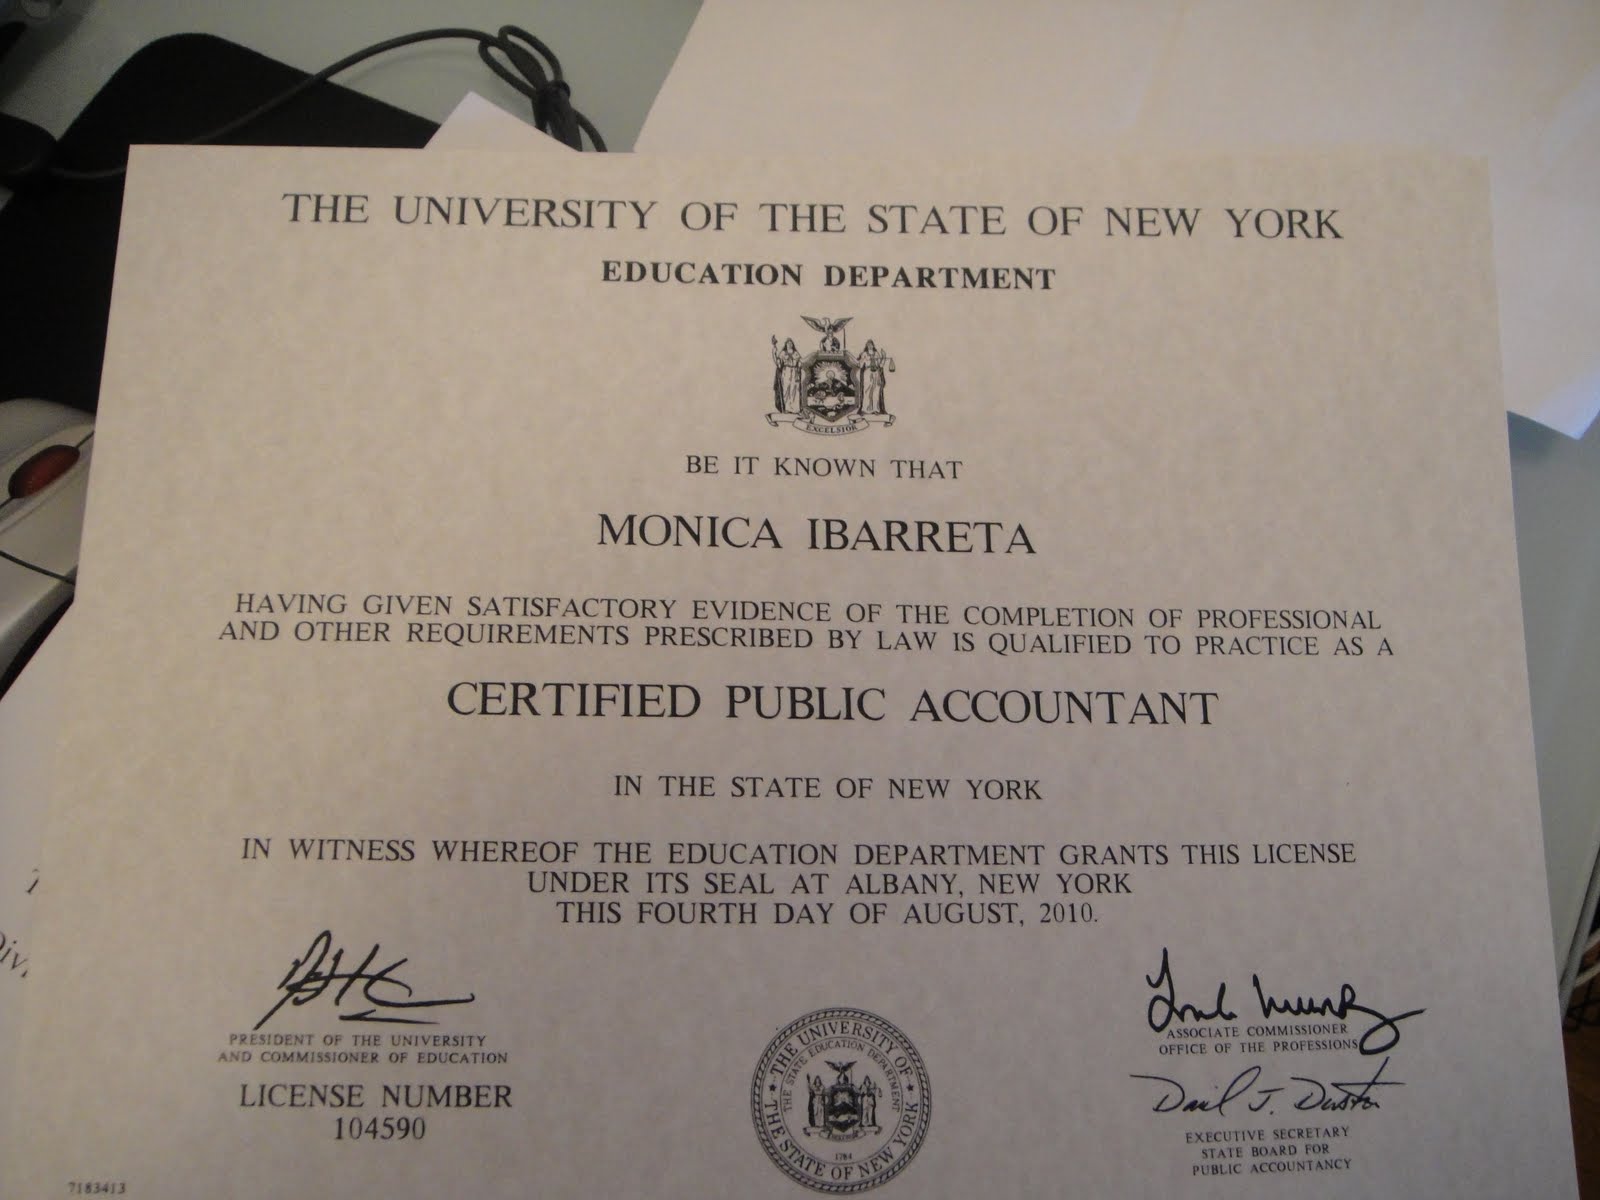 THE UNIVERSITY OF THE STATE OF NEW YORK
EDUCATION DEPARTMENT
EXCELSIOR
BE IT KNOWN THAT
MONICA IBARRETA
HAVING GIVEN SATISFACTORY EVIDENCE OF THE COMPLETION OF PROFESSIONAL
AND OTHER REQUIREMENTS PRESCRIBED BY LAW IS QUALIFIED TO PRACTICE AS A
CERTIFIED PUBLIC ACCOUNTANT
IN THE STATE OF NEW YORK
IN WITNESS WHEREOF THE EDUCATION DEPARTMENT GRANTS THIS LICENSE
UNDER ITS SEAL AT ALBANY, NEW YORK
THIS FOURTH DAY OF AUGUST, 2010.
PRESIDENT OF THE UNIVERSITY
AND COMMISSIONER OF EDUCATION
LICENSE NUMBER
104590
7183413
THE UNIVERSITY OF THE STATE OF NEW YORK
THE STATE EDUCATION DEPARTMENT
1784
ASSOCIATE COMMISSIONER
OFFICE OF THE PROFESSIONS
EXECUTIVE SECRETARY
STATE BOARD FOR
PUBLIC ACCOUNTANCY